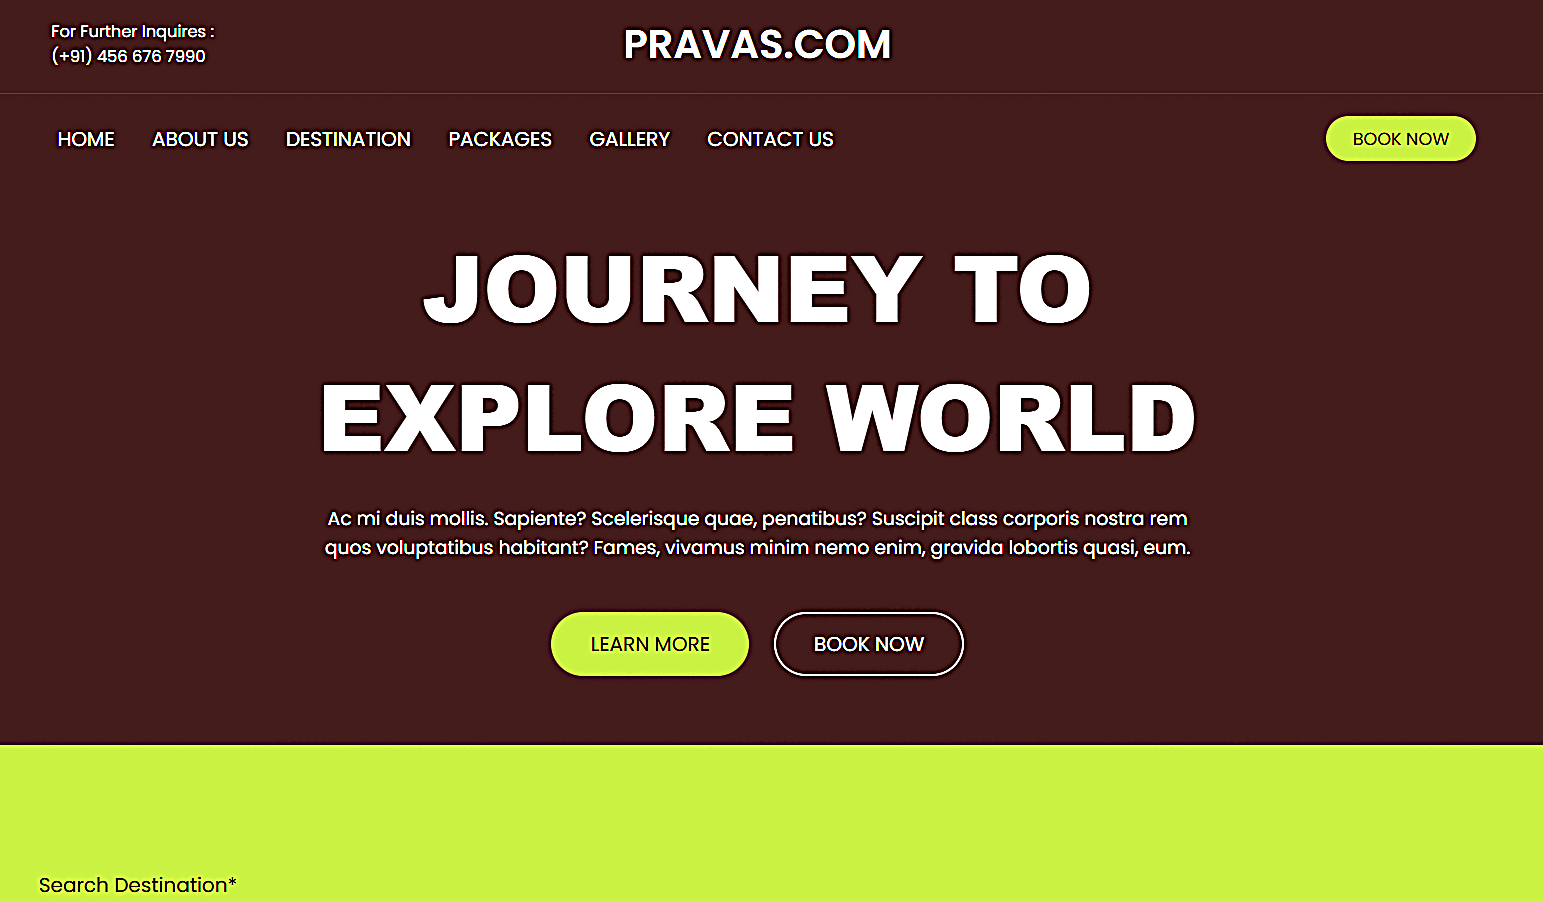 For Further Inquires :
(+91) 456 676 7990
PRAVAS.COM
HOME ABOUT US DESTINATION PACKAGES GALLERY CONTACT US BOOK NOW
JOURNEY TO
EXPLORE WORLD
Ac mi duis mollis. Sapiente? Scelerisque quae, penatibus? Suscipit class corporis nostra rem
quos voluptatibus habitant? Fames, vivamus minim nemo enim, gravida lobortis quasi, eum.
LEARN MORE BOOK NOW
Search Destination*